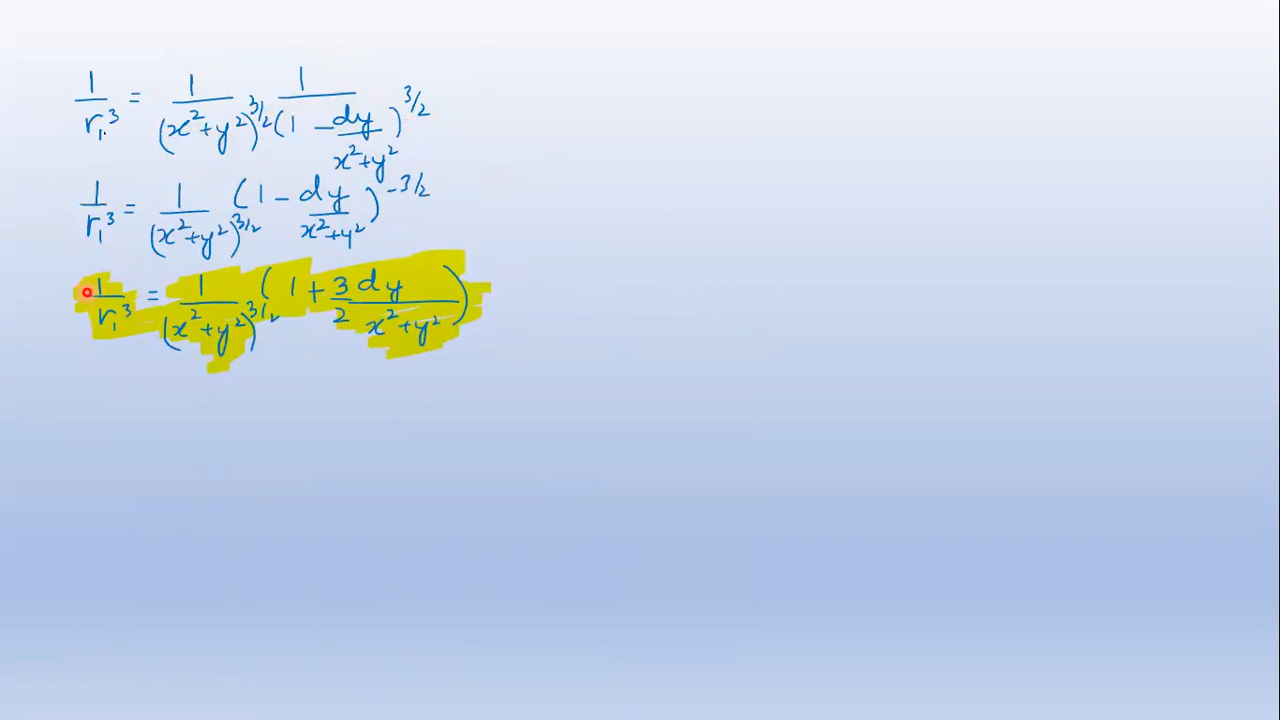 1/r₁³ = 1/(x²+y²)^3/2 1/(1 - dy/x²+y²)^3/2
1/r₁³ = 1/(x²+y²)^3/2 (1 - dy/x²+y²)^-3/2
1/r₁³ = 1/(x²+y²)^3/2 (1 + 3/2 dy/x²+y²)